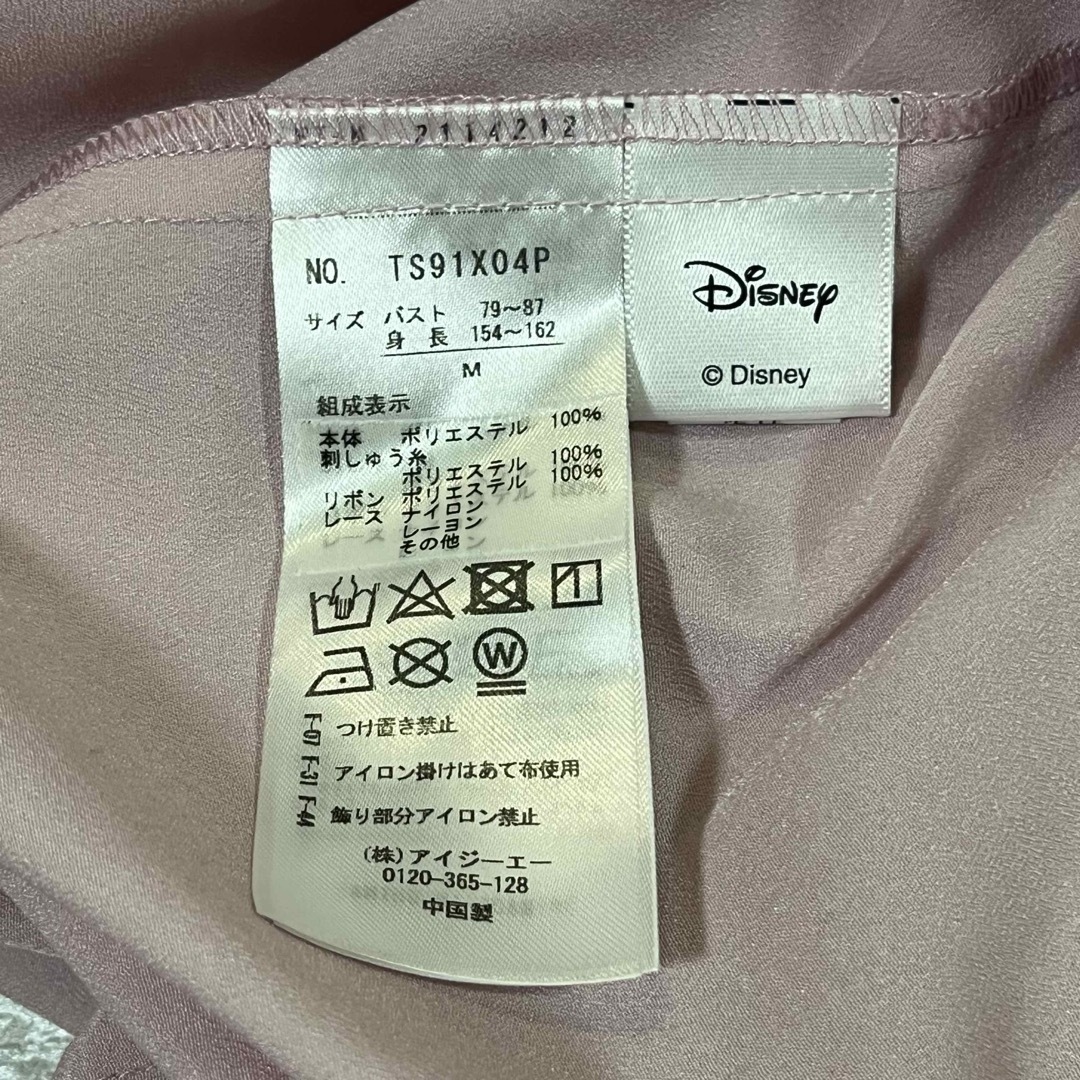 2114212
NO. TS91X04P
サイズ バスト 79～87
身 長 154～162
M
組成表示
本体 ポリエステル 100%
刺しゅう糸
ポリエステル 100%
リボン ポリエステル 100%
レース ナイロン
レーヨン
その他
W
つけ置き禁止
アイロン掛けはあて布使用
飾り部分アイロン禁止
(株)アイジーエー
0120-365-128
中国製
Disney
© Disney